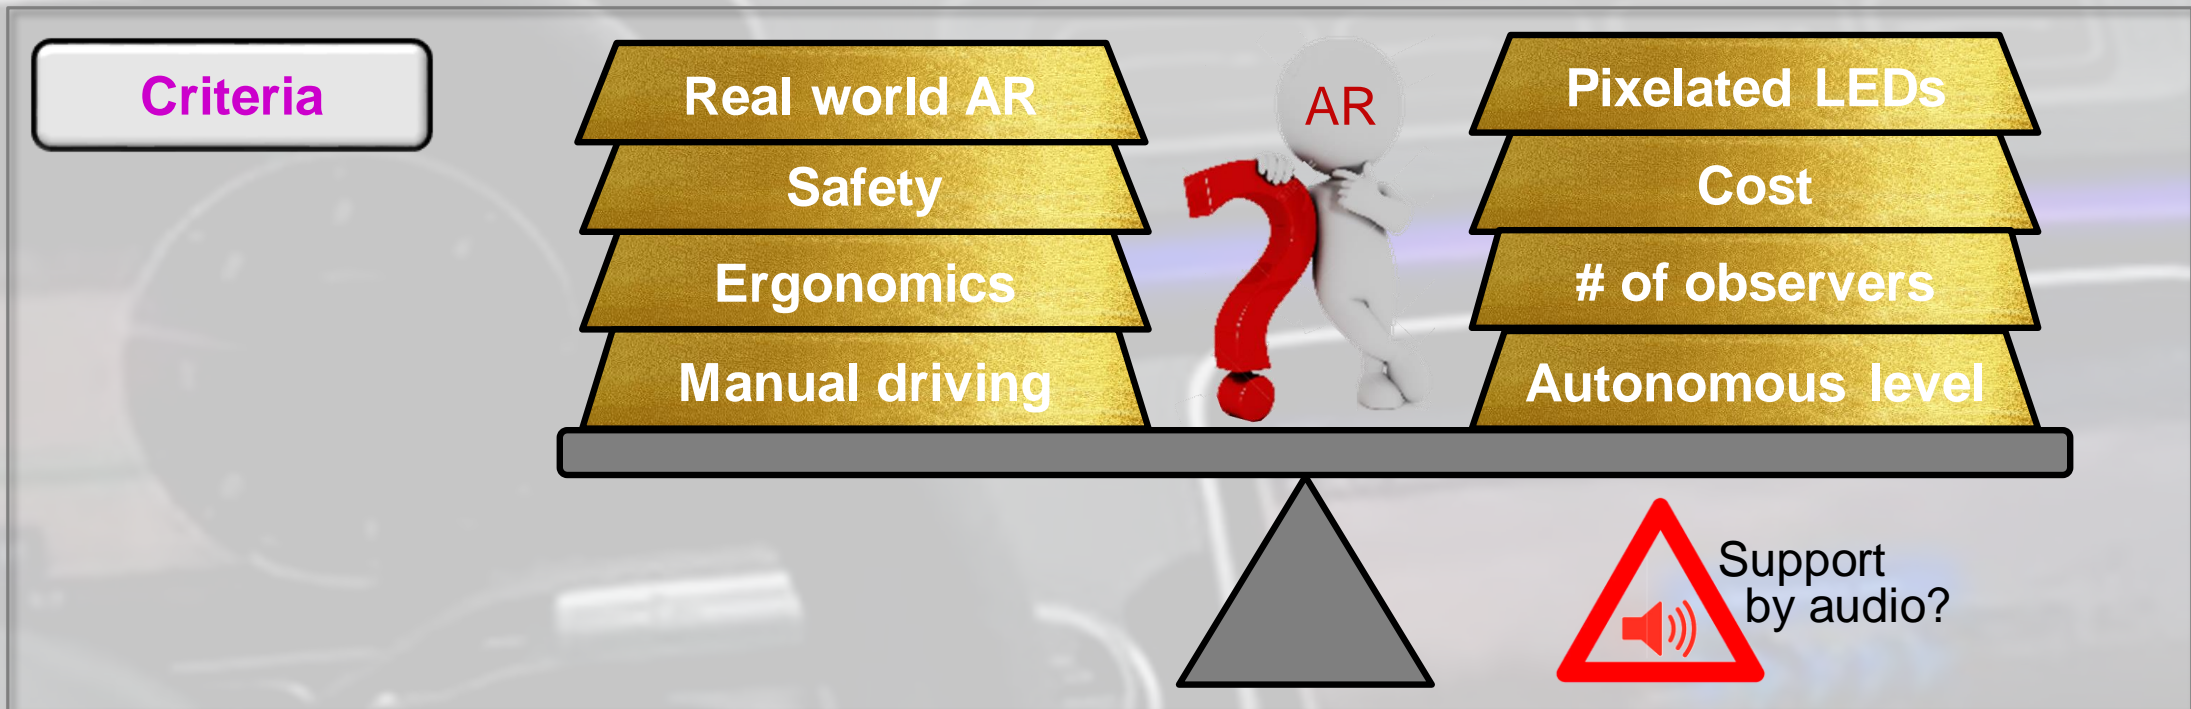 Criteria
Real world AR
Safety
Ergonomics
Manual driving
AR
Pixelated LEDs
Cost
# of observers
Autonomous level
Support
by audio?